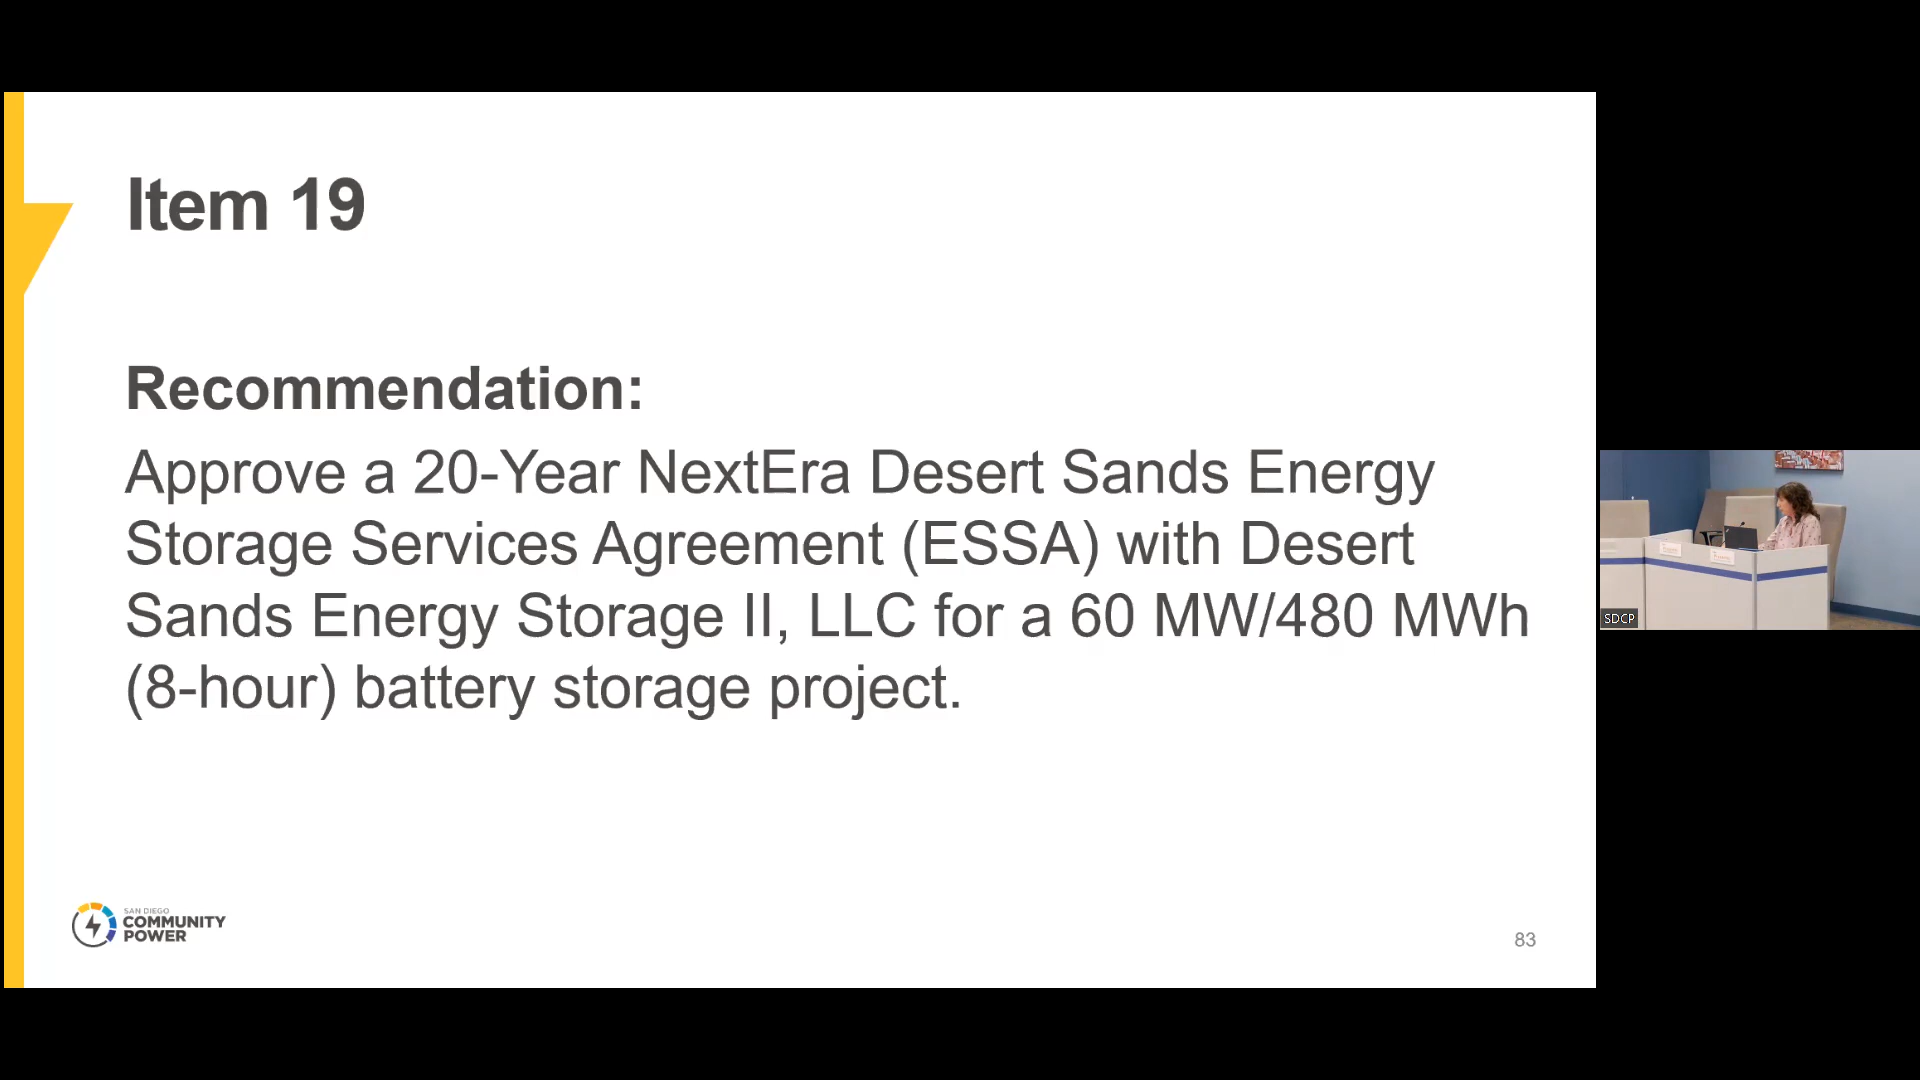 Item 19
Recommendation:
Approve a 20-Year NextEra Desert Sands Energy
Storage Services Agreement (ESSA) with Desert
Sands Energy Storage II, LLC for a 60 MW/480 MWh
(8-hour) battery storage project.
SAN DIEGO
COMMUNITY
POWER
83
SDCP